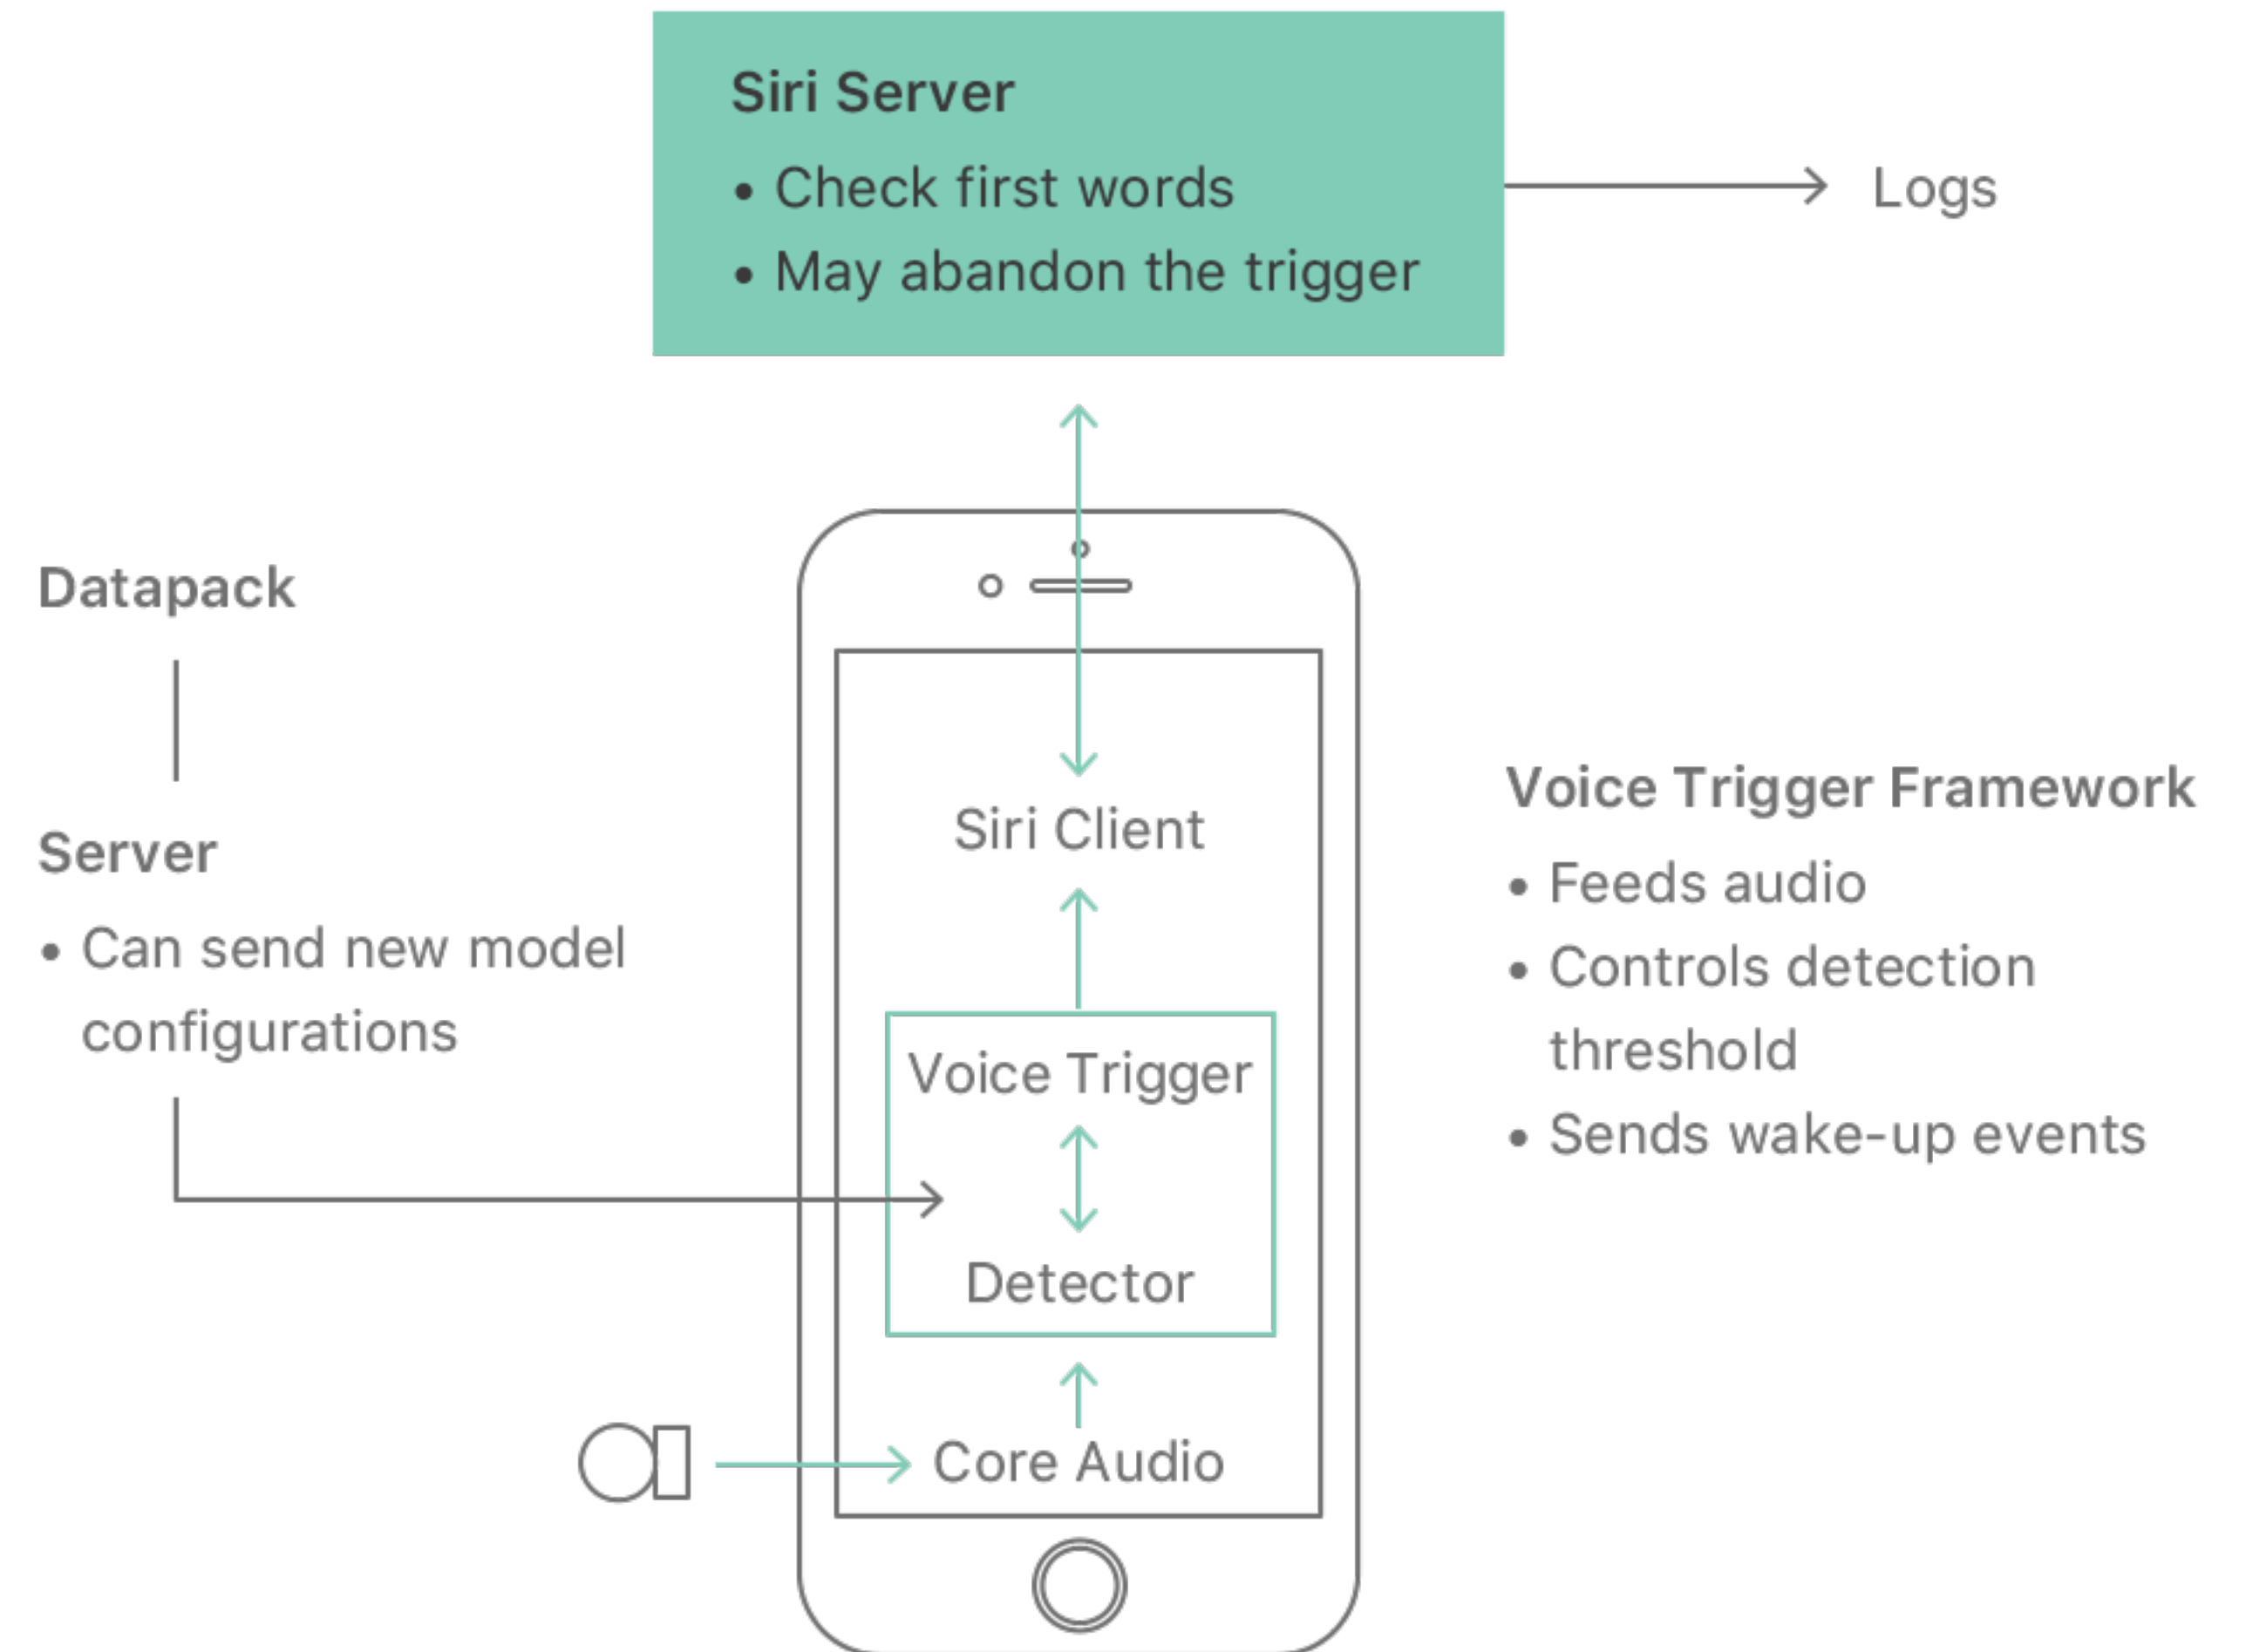 Siri Server
• Check first words
• May abandon the trigger
Logs
Datapack
Server
• Can send new model
configurations
Siri Client
Voice Trigger
Detector
Core Audio
Voice Trigger Framework
• Feeds audio
• Controls detection
threshold
• Sends wake-up events